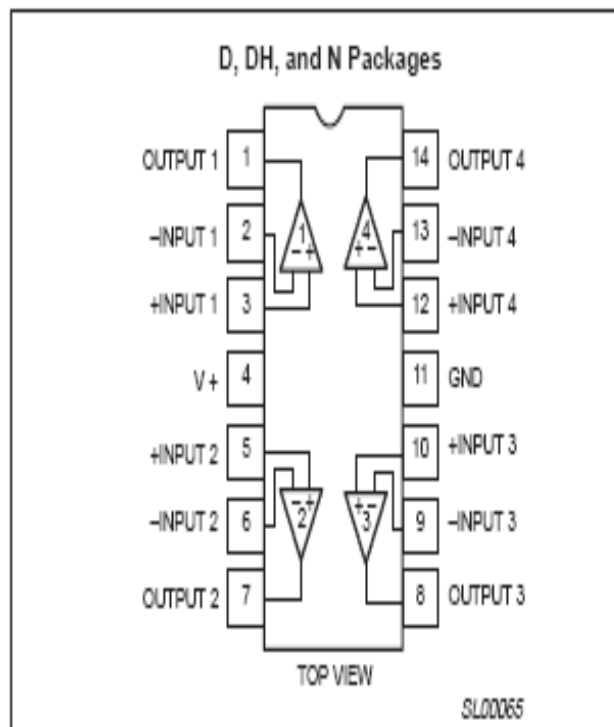 D, DH, and N Packages
OUTPUT 1 1 14 OUTPUT 4
–INPUT 1 2 13 –INPUT 4
1 4
–+ +–
+INPUT 1 3 12 +INPUT 4
V + 4 11 GND
+INPUT 2 5 10 +INPUT 3
–+ +–
2 3
–INPUT 2 6 9 –INPUT 3
OUTPUT 2 7 8 OUTPUT 3
TOP VIEW
SL00065